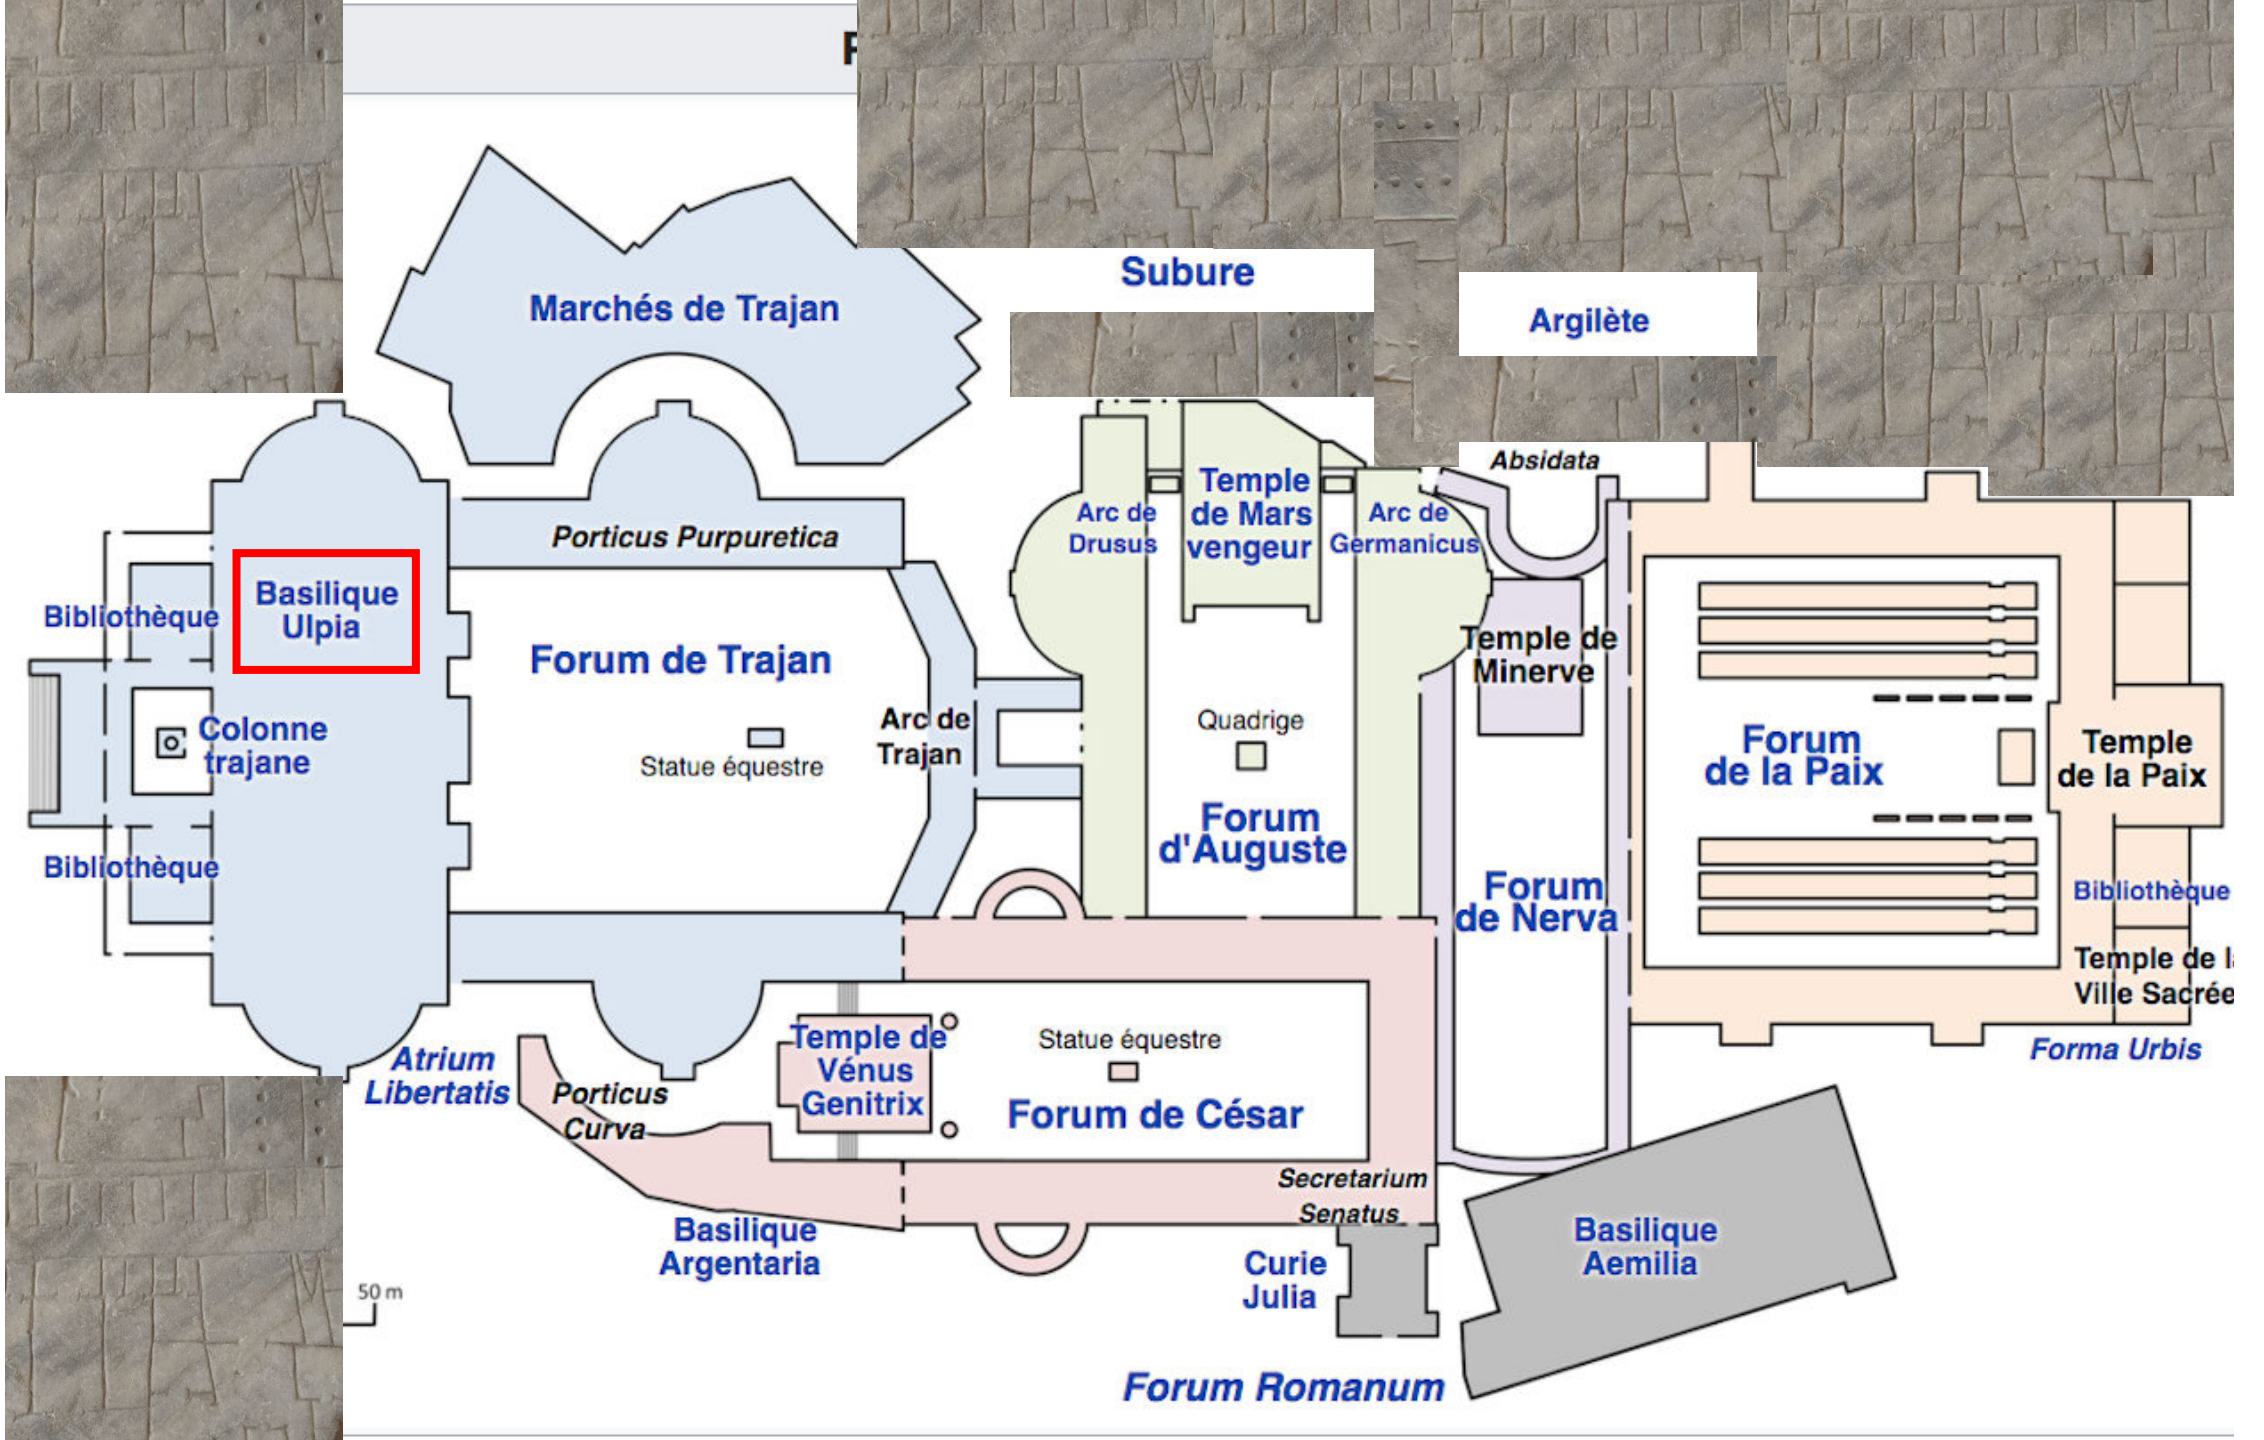 Subure
Marchés de Trajan
Argilète
Absidata
Temple
de Mars
vengeur
Arc de
Drusus
Arc de
Germanicus
Porticus Purpuretica
Basilique
Ulpia
Bibliothèque
Forum de Trajan
Temple de
Minerve
Colonne
trajane
Arc de
Trajan
Statue équestre
Quadrige
Forum
de la Paix
Temple
de la Paix
Forum
d'Auguste
Bibliothèque
Forum
de Nerva
Bibliothèque
Temple de la
Ville Sacrée
Forma Urbis
Atrium
Libertatis
Porticus
Curva
Temple de
Vénus
Genitrix
Statue équestre
Forum de César
Secretarium
Senatus
Basilique
Argentaria
Curie
Julia
Basilique
Aemilia
50 m
Forum Romanum